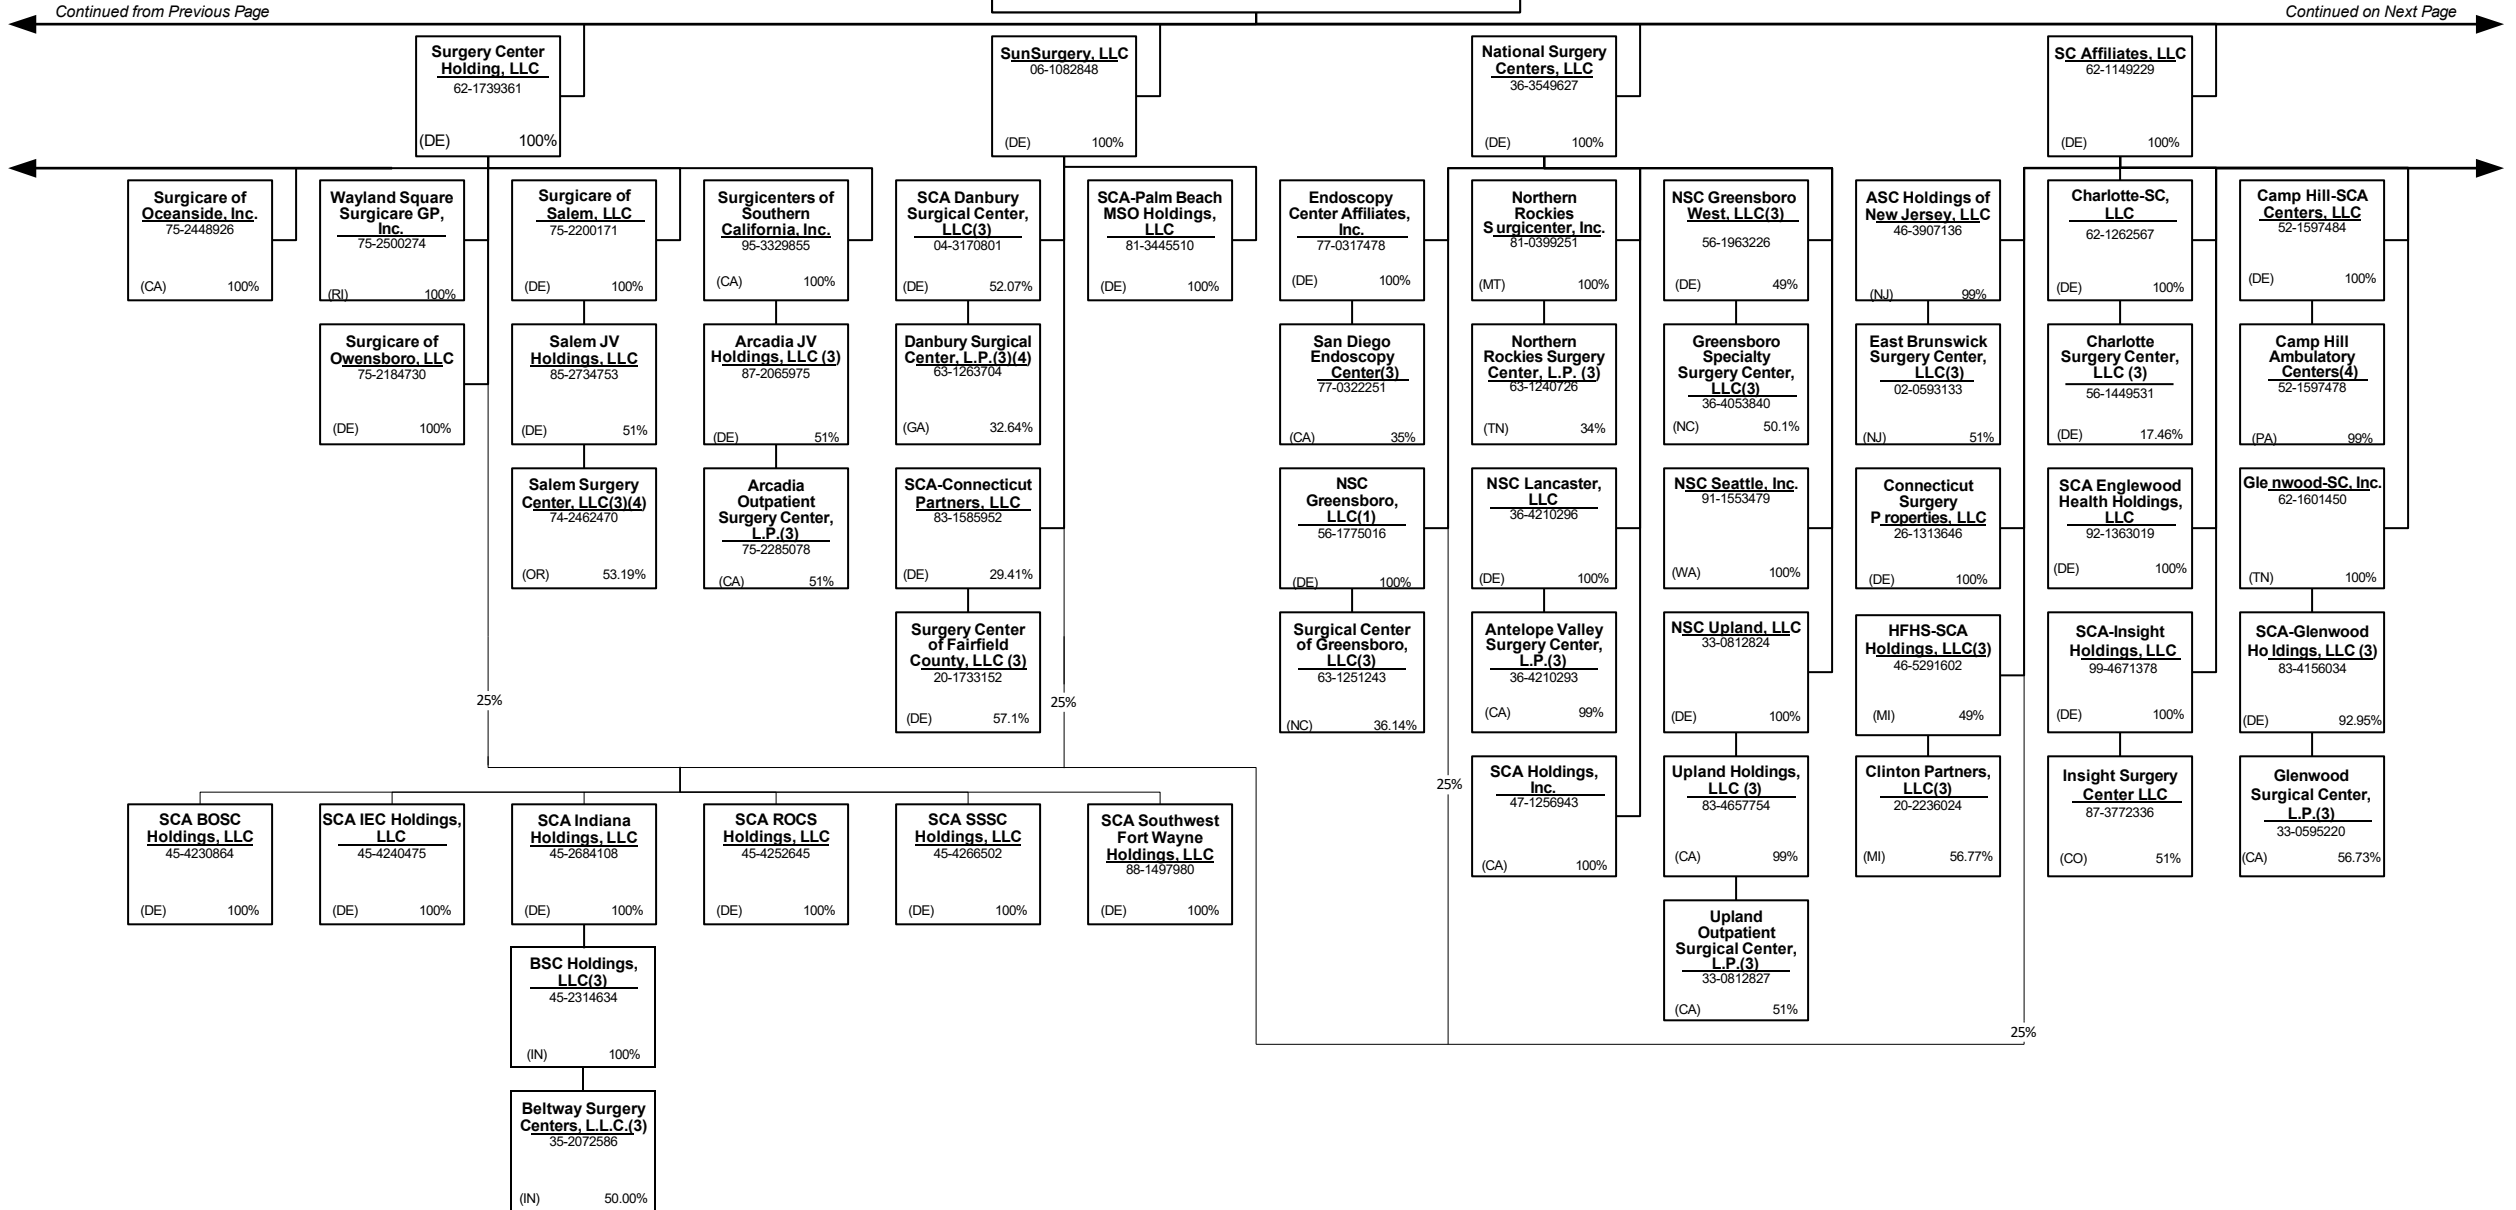 Continued from Previous Page
Continued on Next Page
Surgery Center
Holding, LLC
62-1739361
(DE) 100%
SunSurgery, LLC
06-1082848
(DE) 100%
National Surgery
Centers, LLC
36-3549627
(DE) 100%
SC Affiliates, LLC
62-1149229
(DE) 100%
Surgicare of
Oceanside, Inc.
75-2448926
(CA) 100%
Wayland Square
Surgicare GP,
Inc.
75-2500274
(RI) 100%
Surgicare of
Salem, LLC
75-2200171
(DE) 100%
Surgicenters of
Southern
California, Inc.
95-3329855
(CA) 100%
SCA Danbury
Surgical Center,
LLC(3)
04-3170801
(DE) 52.07%
SCA-Palm Beach
MSO Holdings,
LLC
81-3445510
(DE) 100%
Endoscopy
Center Affiliates,
Inc.
77-0317478
(DE) 100%
Northern
Rockies
Surgicenter, Inc.
81-0399251
(MT) 100%
NSC Greensboro
West, LLC(3)
56-1963226
(DE) 49%
ASC Holdings of
New Jersey, LLC
46-3907136
(NJ) 99%
Charlotte-SC,
LLC
62-1262567
(DE) 100%
Camp Hill-SCA
Centers, LLC
52-1597484
(DE) 100%
Surgicare of
Owensboro, LLC
75-2184730
(DE) 100%
Salem JV
Holdings, LLC
85-2734753
(DE) 51%
Arcadia JV
Holdings, LLC (3)
87-2065975
(DE) 51%
Danbury Surgical
Center, L.P.(3)(4)
63-1263704
(GA) 32.64%
San Diego
Endoscopy
Center(3)
77-0322251
(CA) 35%
Northern
Rockies Surgery
Center, L.P. (3)
63-1240726
(TN) 34%
Greensboro
Specialty
Surgery Center,
LLC(3)
36-4053840
(NC) 50.1%
East Brunswick
Surgery Center,
LLC(3)
02-0593133
(NJ) 51%
Charlotte
Surgery Center,
LLC (3)
56-1449531
(DE) 17.46%
Camp Hill
Ambulatory
Centers(4)
52-1597478
(PA) 99%
Salem Surgery
Center, LLC(3)(4)
74-2462470
(OR) 53.19%
Arcadia
Outpatient
Surgery Center,
L.P.(3)
75-2285078
(CA) 51%
SCA-Connecticut
Partners, LLC
83-1585952
(DE) 29.41%
NSC
Greensboro,
LLC(1)
56-1775016
(DE) 100%
NSC Lancaster,
LLC
36-4210296
(DE) 100%
NSC Seattle, Inc.
91-1553479
(WA) 100%
Connecticut
Surgery
Properties, LLC
26-1313646
(DE) 100%
SCA Englewood
Health Holdings,
LLC
92-1363019
(DE) 100%
Glenwood-SC, Inc.
62-1601450
(TN) 100%
Surgery Center
of Fairfield
County, LLC (3)
20-1733152
(DE) 57.1%
Surgical Center
of Greensboro,
LLC(3)
63-1251243
(NC) 36.14%
Antelope Valley
Surgery Center,
L.P.(3)
36-4210293
(CA) 99%
NSC Upland, LLC
33-0812824
(DE) 100%
HFHS-SCA
Holdings, LLC(3)
46-5291602
(MI) 49%
SCA-Insight
Holdings, LLC
99-4671378
(DE) 100%
SCA-Glenwood
Holdings, LLC (3)
83-4156034
(DE) 92.95%
25%
25%
25%
SCA Holdings,
Inc.
47-1256943
(CA) 100%
Upland Holdings,
LLC (3)
83-4657754
(CA) 99%
Clinton Partners,
LLC(3)
20-2236024
(MI) 56.77%
Insight Surgery
Center LLC
87-3772336
(CO) 51%
Glenwood
Surgical Center,
L.P.(3)
33-0595220
(CA) 56.73%
SCA BOSC
Holdings, LLC
45-4230864
(DE) 100%
SCA IEC Holdings,
LLC
45-4240475
(DE) 100%
SCA Indiana
Holdings, LLC
45-2684108
(DE) 100%
SCA ROCS
Holdings, LLC
45-4252645
(DE) 100%
SCA SSSC
Holdings, LLC
45-4266502
(DE) 100%
SCA Southwest
Fort Wayne
Holdings, LLC
88-1497980
(DE) 100%
Upland
Outpatient
Surgical Center,
L.P.(3)
33-0812827
(CA) 51%
25%
BSC Holdings,
LLC(3)
45-2314634
(IN) 100%
Beltway Surgery
Centers, L.L.C.(3)
35-2072586
(IN) 50.00%